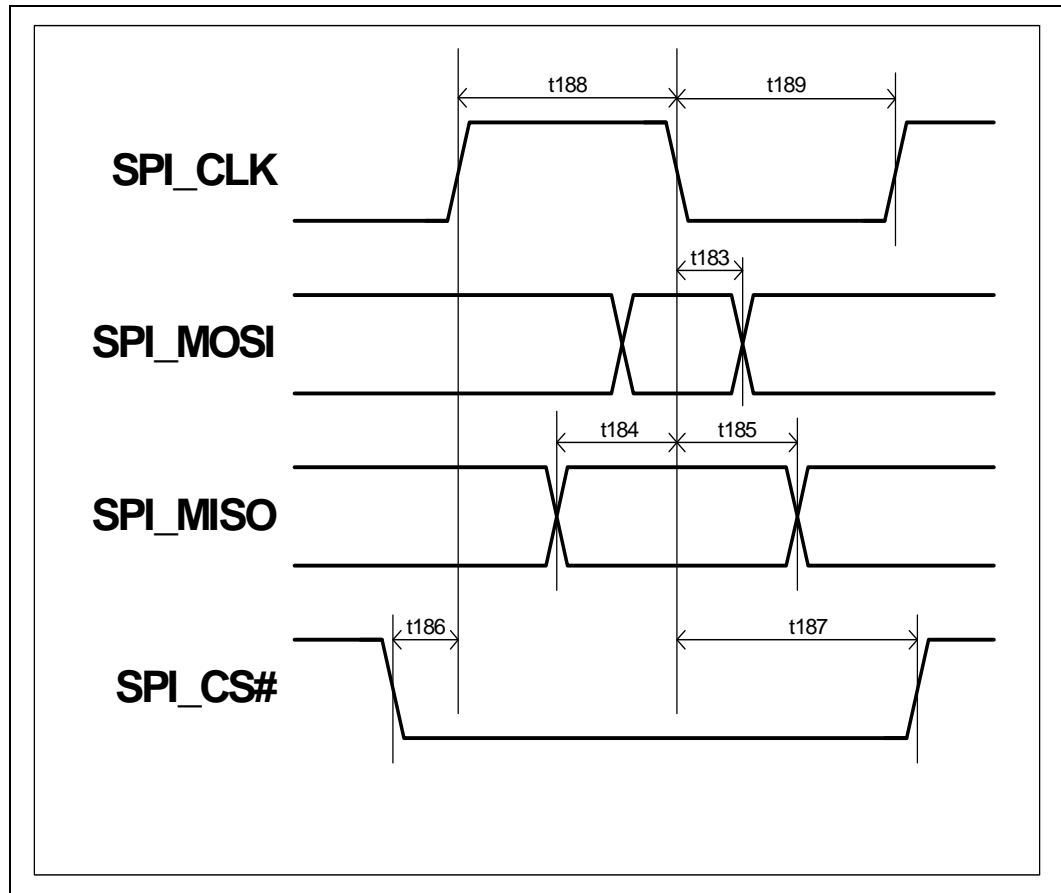 t188
t189
SPI_CLK
t183
SPI_MOSI
t184
t185
SPI_MISO
t186
t187
SPI_CS#